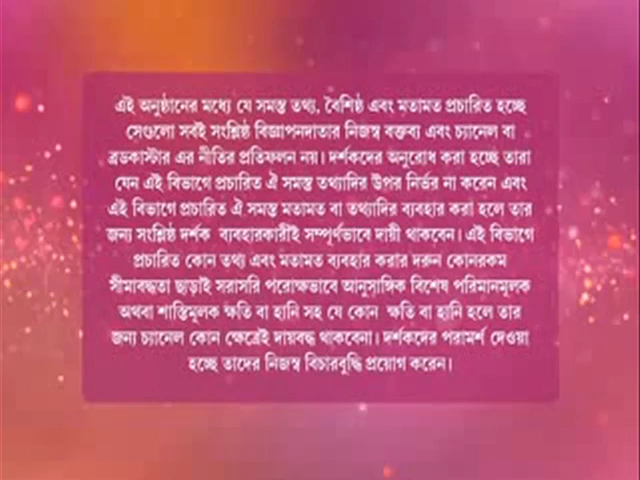 এই অনুষ্ঠানের মধ্যে যে সমস্ত তথ্য, বৈশিষ্ঠ এবং মতামত প্রচারিত হচ্ছে
সেগুলো সবই সংশ্লিষ্ঠ বিজ্ঞাপনদাতার নিজস্ব বক্তব্য এবং চ্যানেল বা
ব্রডকাস্টার এর নীতির প্রতিফলন নয়। দর্শকদের অনুরোধ করা হচ্ছে তারা
যেন এই বিভাগে প্রচারিত ঐ সমস্ত তথ্যাদির উপর নির্ভর না করেন এবং
এই বিভাগে প্রচারিত ঐ সমস্ত মতামত বা তথ্যাদির ব্যবহার করা হলে তার
জন্য সংশ্লিষ্ঠ দর্শক ব্যবহারকারীই সম্পূর্ণভাবে দায়ী থাকবেন। এই বিভাগে
প্রচারিত কোন তথ্য এবং মতামত ব্যবহার করার দরুন কোনরকম
সীমাবদ্ধতা ছাড়াই সরাসরি পরোক্ষভাবে আনুসাঙ্গিক বিশেষ পরিমানমূলক
অথবা শাস্তিমূলক ক্ষতি বা হানি সহ যে কোন ক্ষতি বা হানি হলে তার
জন্য চ্যানেল কোন ক্ষেত্রেই দায়বদ্ধ থাকবেনা। দর্শকদের পরামর্শ দেওয়া
হচ্ছে তাদের নিজস্ব বিচারবুদ্ধি প্রয়োগ করেন।